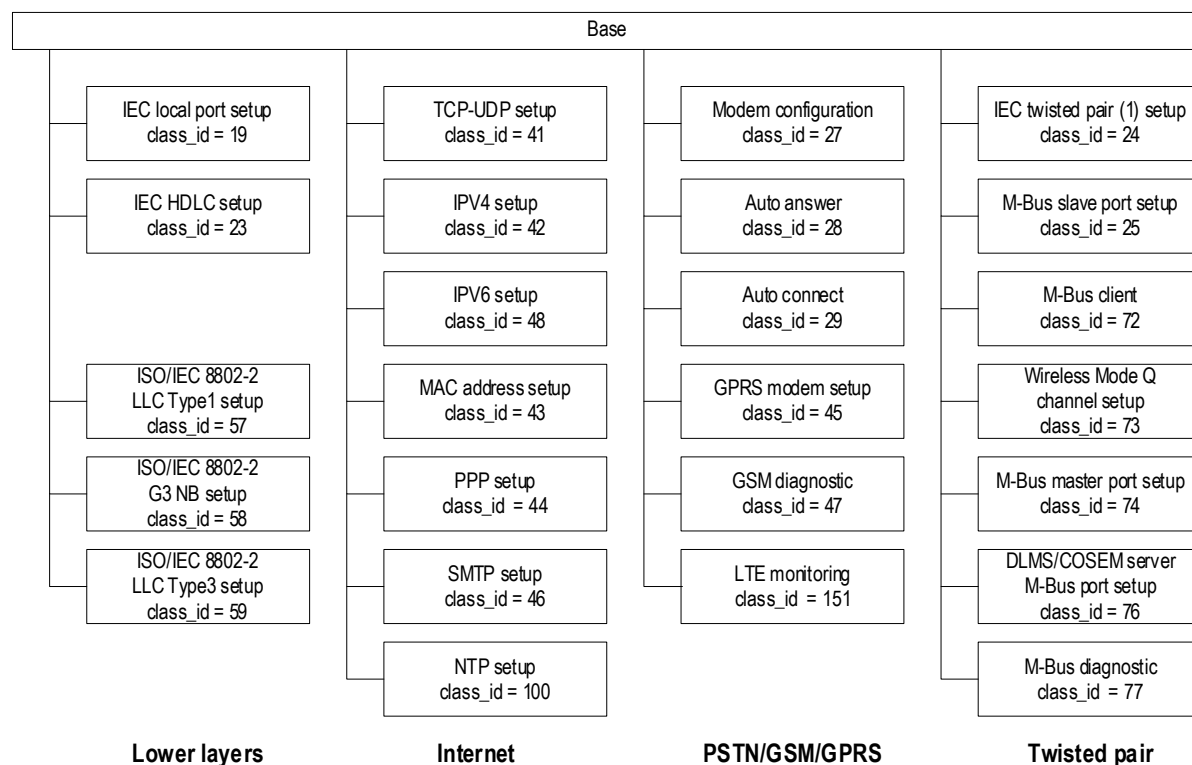 Base
IEC local port setup
class_id = 19
IEC HDLC setup
class_id = 23
ISO/IEC 8802-2
LLC Type1 setup
class_id = 57
ISO/IEC 8802-2
G3 NB setup
class_id = 58
ISO/IEC 8802-2
LLC Type3 setup
class_id = 59
Lower layers
TCP-UDP setup
class_id = 41
IPV4 setup
class_id = 42
IPV6 setup
class_id = 48
MAC address setup
class_id = 43
PPP setup
class_id = 44
SMTP setup
class_id = 46
NTP setup
class_id = 100
Internet
Modem configuration
class_id = 27
Auto answer
class_id = 28
Auto connect
class_id = 29
GPRS modem setup
class_id = 45
GSM diagnostic
class_id = 47
LTE monitoring
class_id = 151
PSTN/GSM/GPRS
IEC twisted pair (1) setup
class_id = 24
M-Bus slave port setup
class_id = 25
M-Bus client
class_id = 72
Wireless Mode Q
channel setup
class_id = 73
M-Bus master port setup
class_id = 74
DLMS/COSEM server
M-Bus port setup
class_id = 76
M-Bus diagnostic
class_id = 77
Twisted pair